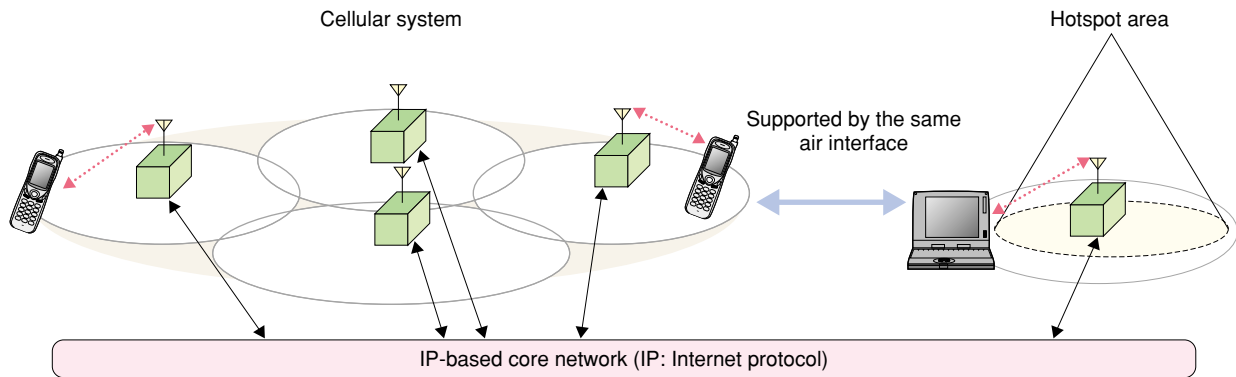 Cellular system
Hotspot area
Supported by the same
air interface
IP-based core network (IP: Internet protocol)